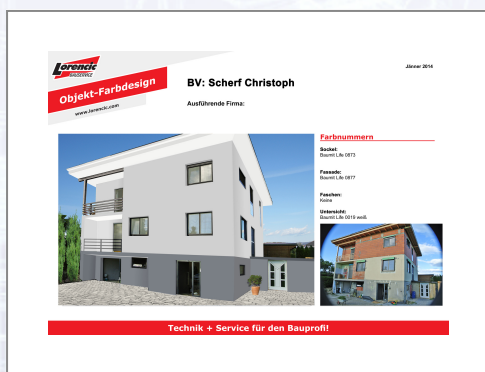 Lorencic
Objekt-Farbdesign
www.lorencic.com
Jänner 2014
BV: Scherf Christoph
Ausführende Firma:
Farbnummern
Sockel:
Baumit Life 0873
Fassade:
Baumit Life 0877
Faschen:
Keine
Untersicht:
Baumit Life 0019 weiß
Technik + Service für den Bauprofi!